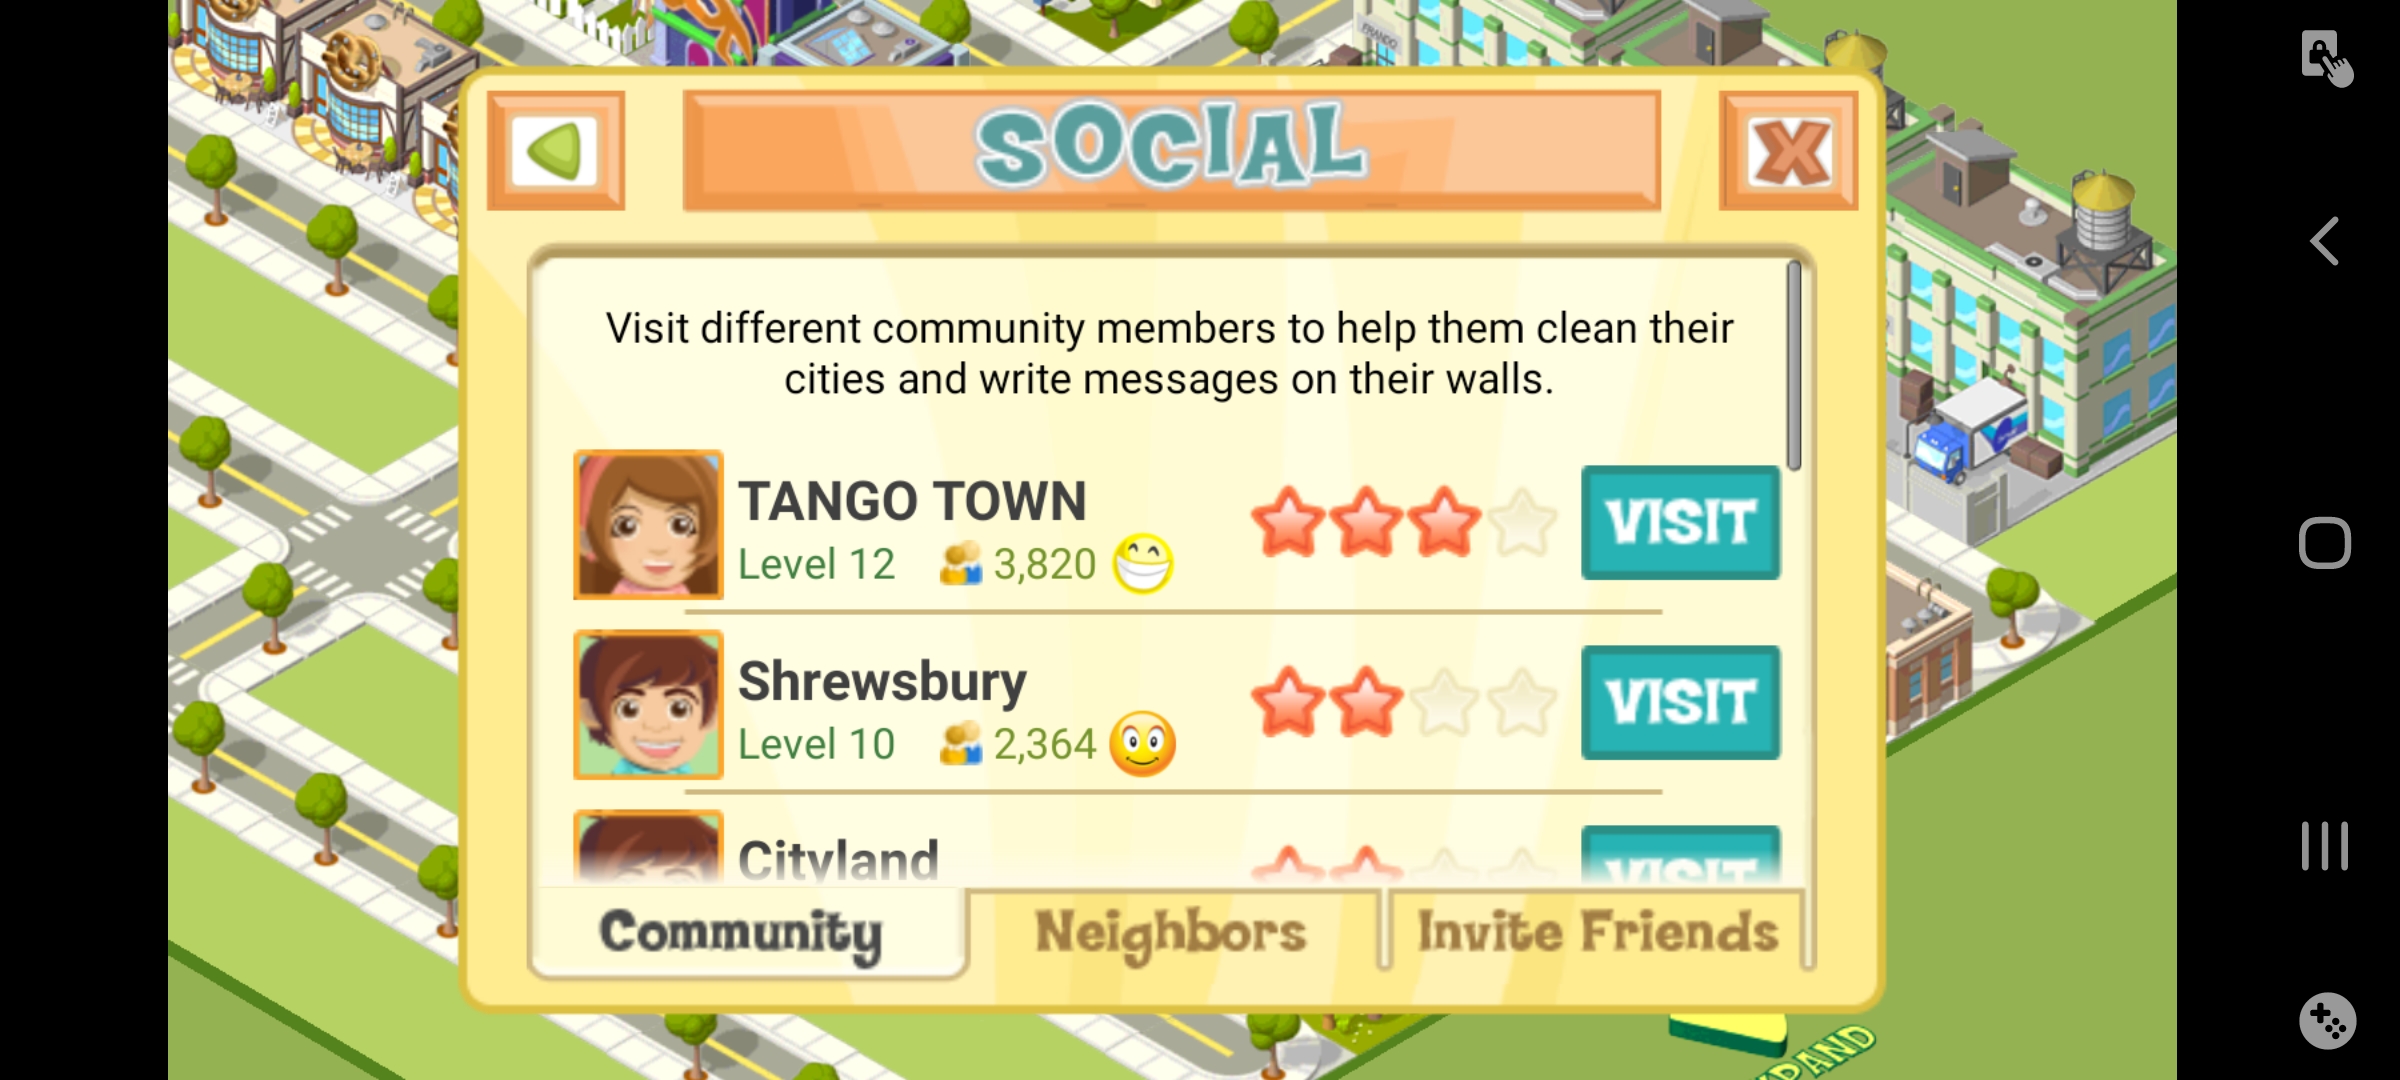 SOCIAL
Visit different community members to help them clean their
cities and write messages on their walls.
TANGO TOWN
Level 12 3,820
VISIT
Shrewsbury
Level 10 2,364
VISIT
Cityland
VISIT
Community Neighbors Invite Friends